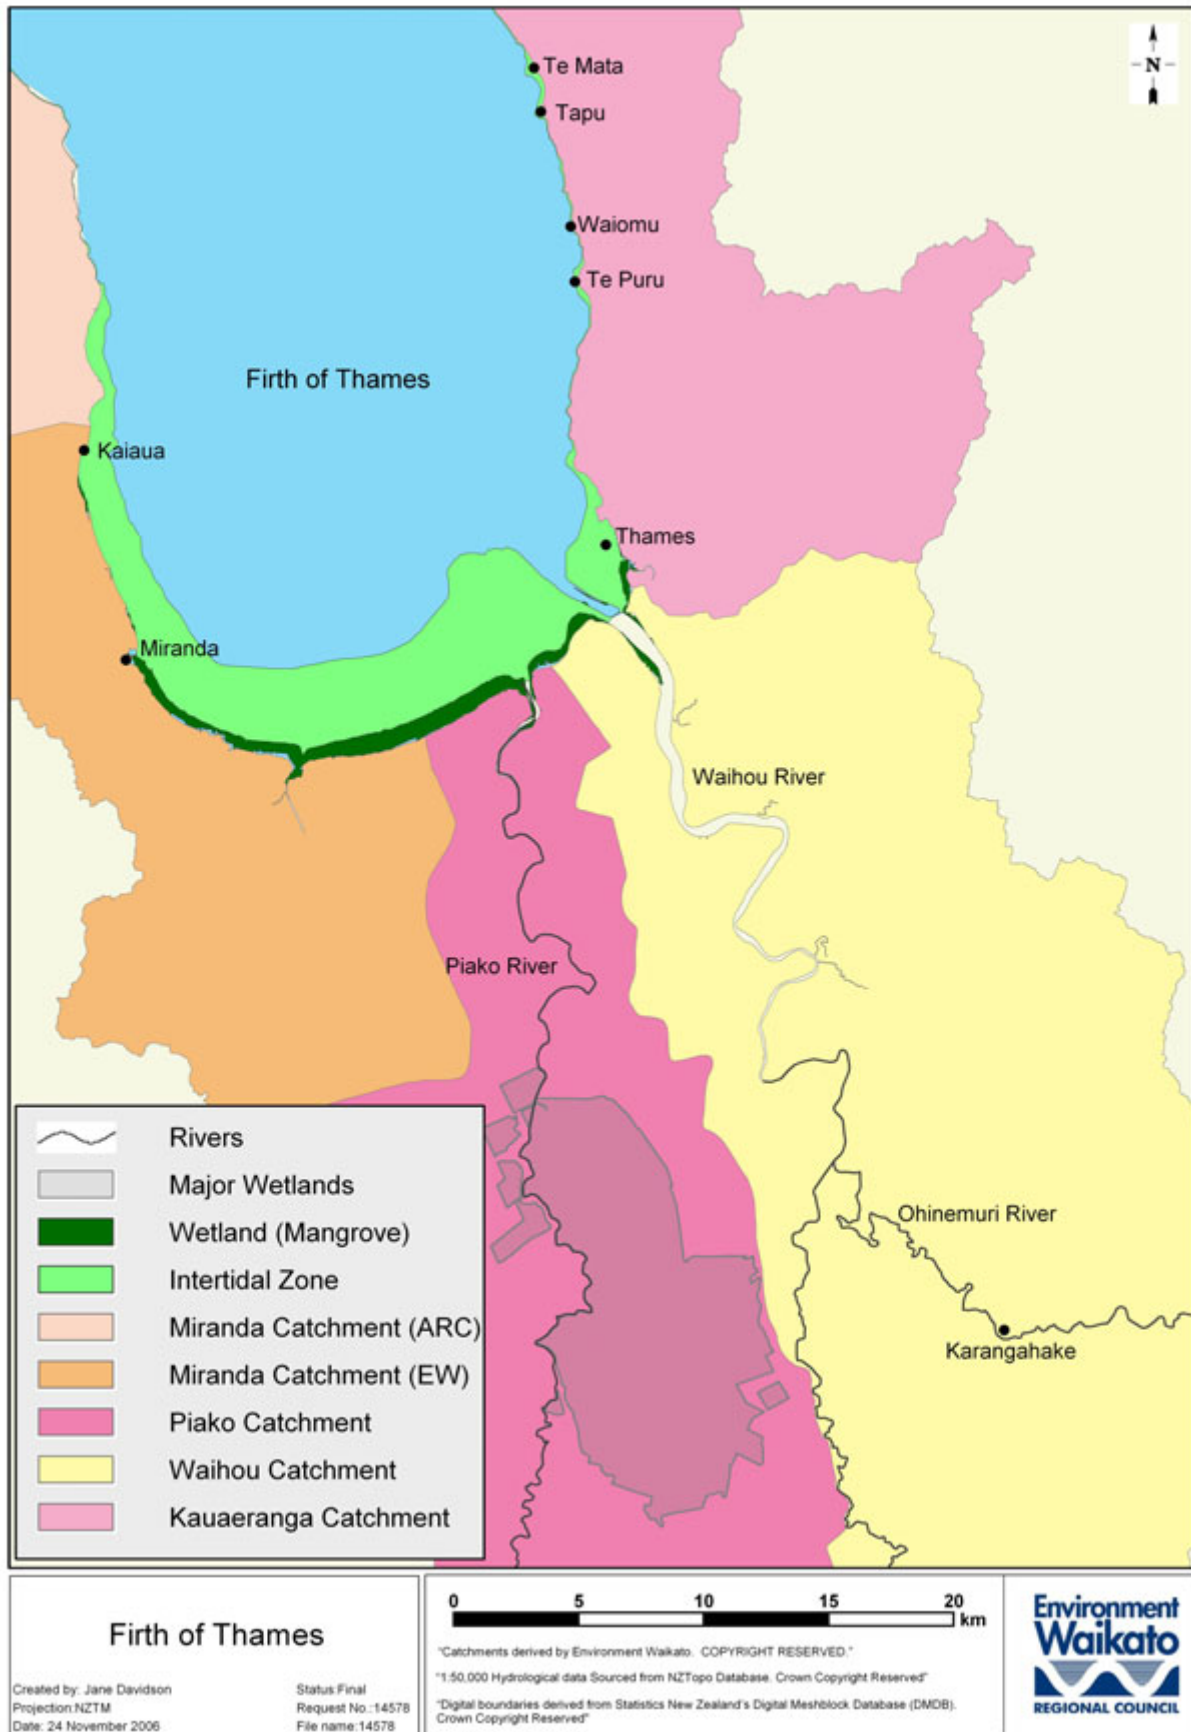 N
Te Mata
Tapu
Waiomu
Te Puru
Firth of Thames
Kaiaua
Thames
Miranda
Waihou River
Piako River
Ohinemuri River
Karangahake
Rivers
Major Wetlands
Wetland (Mangrove)
Intertidal Zone
Miranda Catchment (ARC)
Miranda Catchment (EW)
Piako Catchment
Waihou Catchment
Kauaeranga Catchment
Firth of Thames
Created by: Jane Davidson
Projection:NZTM
Date: 24 November 2006
Status:Final
Request No.:14578
File name:14578
0 5 10 15 20
km
"Catchments derived by Environment Waikato. COPYRIGHT RESERVED."
"1:50,000 Hydrological data Sourced from NZTopo Database. Crown Copyright Reserved"
"Digital boundaries derived from Statistics New Zealand's Digital Meshblock Database (DMDB).
Crown Copyright Reserved"
Environment
Waikato
REGIONAL COUNCIL